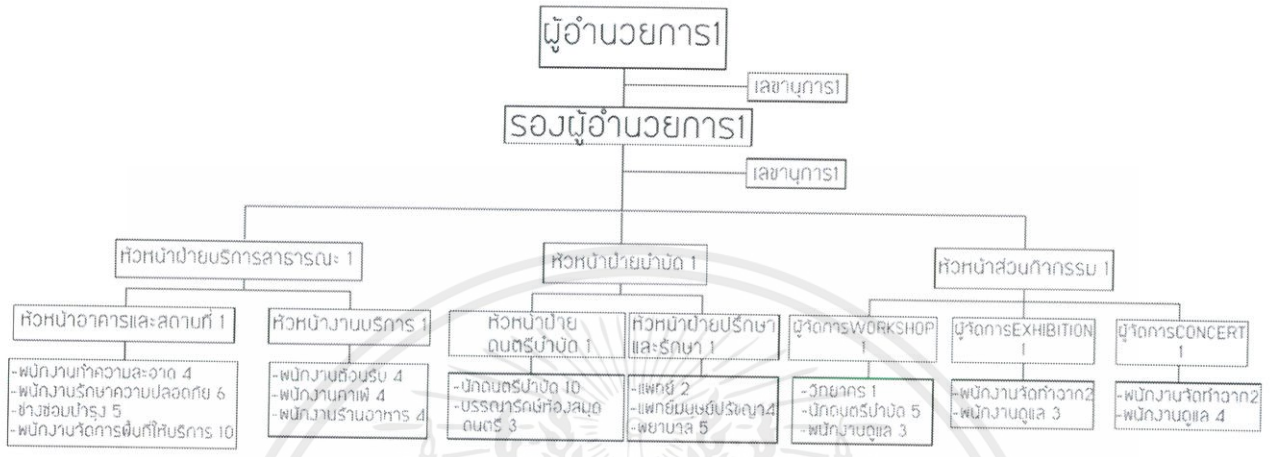 ผู้อำนวยการ1
เลขานุการ1
รองผู้อำนวยการ1
เลขานุการ1
หัวหน้าฝ่ายบริการสาธารณะ 1
หัวหน้าฝ่ายบำบัด 1
หัวหน้าส่วนกิจกรรม 1
หัวหน้าอาคารและสถานที่ 1
หัวหน้างานบริการ 1
หัวหน้าฝ่าย
ดนตรีบำบัด 1
หัวหน้าฝ่ายปรึกษา
และรักษา 1
ผู้จัดการWORKSHOP
1
ผู้จัดการEXHIBITION
1
ผู้จัดการCONCERT
1
-พนักงานทำความสะอาด 4
-พนักงานรักษาความปลอดภัย 6
-ช่างซ่อมบำรุง 5
-พนักงานจัดการพื้นที่ให้บริการ 10
-พนักงานต้อนรับ 4
-พนักงานคาเฟ่ 4
-พนักงานร้านอาหาร 4
-นักดนตรีบำบัด 10
-บรรณารักษ์ห้องสมุด
ดนตรี 3
-แพทย์ 2
-แพทย์มนุษย์ปรัชญา4
-พยาบาล 5
-วิทยากร 1
-นักดนตรีบำบัด 5
-พนักงานดูแล 3
-พนักงานจัดทำฉาก2
-พนักงานดูแล 3
-พนักงานจัดทำฉาก2
-พนักงานดูแล 4